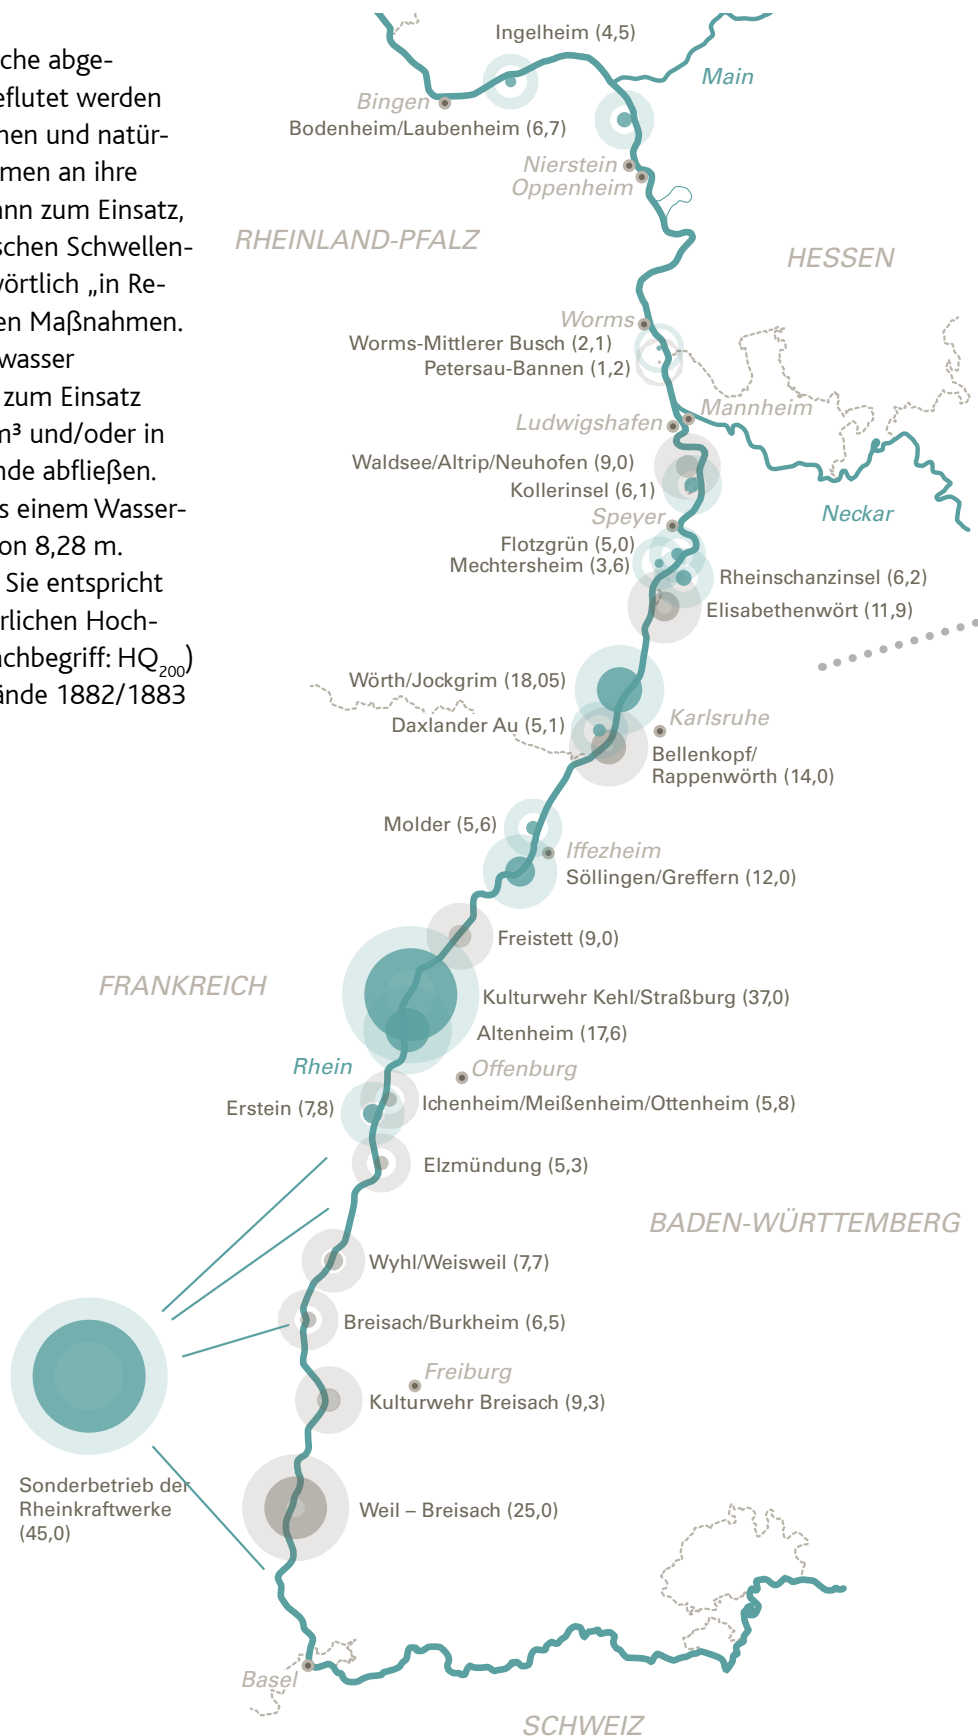 che abge-
eflutet werden
nen und natür-
men an ihre
ann zum Einsatz,
schen Schwellen-
vörtlich „in Re-
en Maßnahmen.
wasser
zum Einsatz
m³ und/oder in
nde abfließen.
s einem Wasser-
on 8,28 m.
Sie entspricht
rlichen Hoch-
achbegriff: HQ200)
ände 1882/1883
Ingelheim (4,5)
Main
Bingen
Bodenheim/Laubenheim (6,7)
Nierstein
Oppenheim
RHEINLAND-PFALZ
HESSEN
Worms
Worms-Mittlerer Busch (2,1)
Petersau-Bannen (1,2)
Mannheim
Ludwigshafen
Waldsee/Altrip/Neuhofen (9,0)
Kollerinsel (6,1)
Neckar
Speyer
Flotzgrün (5,0)
Mechtersheim (3,6)
Rheinschanzinsel (6,2)
Elisabethenwört (11,9)
Wörth/Jockgrim (18,05)
Karlsruhe
Daxlander Au (5,1)
Bellenkopf/
Rappenwörth (14,0)
Molder (5,6)
Iffezheim
Söllingen/Greffern (12,0)
Freistett (9,0)
FRANKREICH
Kulturwehr Kehl/Straßburg (37,0)
Altenheim (17,6)
Rhein
Offenburg
Ichenheim/Meißenheim/Ottenheim (5,8)
Erstein (7,8)
Elzmündung (5,3)
BADEN-WÜRTTEMBERG
Wyhl/Weisweil (7,7)
Breisach/Burkheim (6,5)
Freiburg
Kulturwehr Breisach (9,3)
Sonderbetrieb der
Rheinkraftwerke
(45,0)
Weil – Breisach (25,0)
Basel
SCHWEIZ